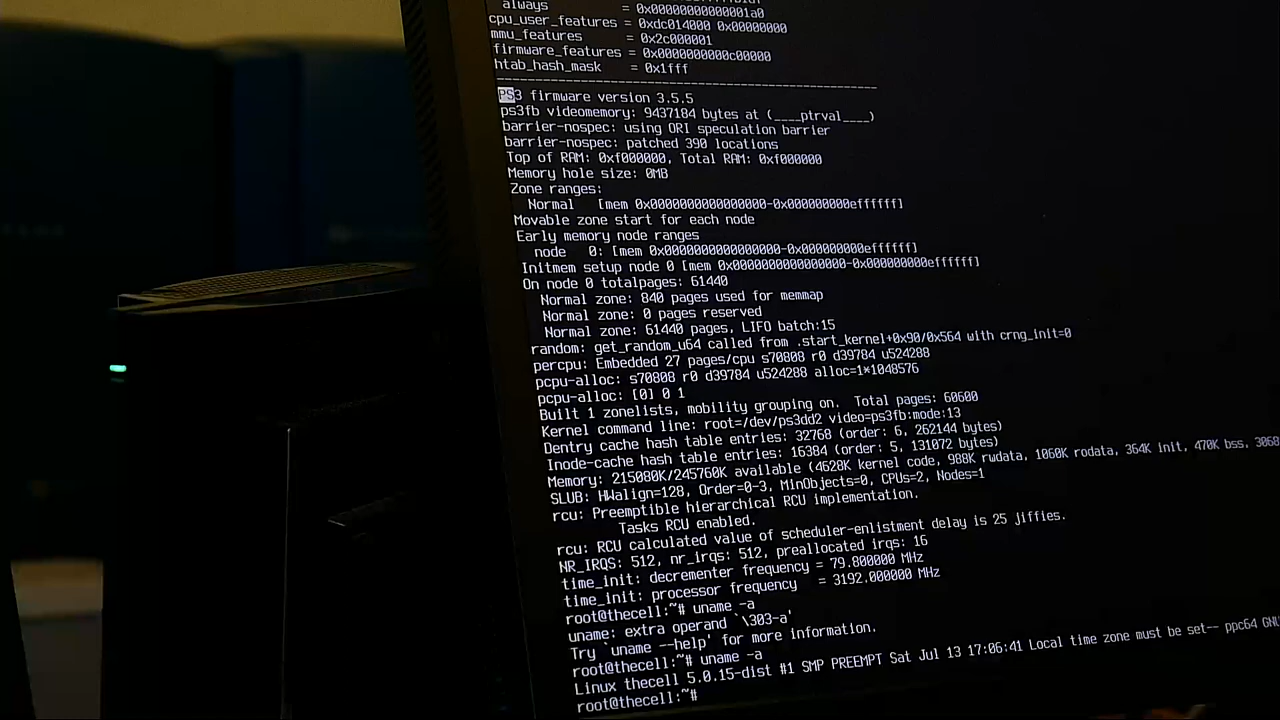 always = 0x00000000000001a0
cpu_user_features = 0xdc014000 0x00000000
mmu_features = 0x2c000001
firmware_features = 0x0000000000c00000
htab_hash_mask = 0x1fff
-----------------------------------------------------
PS3 firmware version 3.5.5
ps3fb videomemory: 9437184 bytes at (____ptrval____)
barrier-nospec: using ORI speculation barrier
barrier-nospec: patched 390 locations
Top of RAM: 0xf000000, Total RAM: 0xf000000
Memory hole size: 0MB
Zone ranges:
Normal [mem 0x0000000000000000-0x000000000effffff]
Movable zone start for each node
Early memory node ranges
node 0: [mem 0x0000000000000000-0x000000000effffff]
Initmem setup node 0 [mem 0x0000000000000000-0x000000000effffff]
On node 0 totalpages: 61440
Normal zone: 840 pages used for memmap
Normal zone: 0 pages reserved
Normal zone: 61440 pages, LIFO batch:15
random: get_random_u64 called from .start_kernel+0x90/0x564 with crng_init=0
percpu: Embedded 27 pages/cpu s70808 r0 d39784 u524288
pcpu-alloc: s70808 r0 d39784 u524288 alloc=1*1048576
pcpu-alloc: [0] 0 1
Built 1 zonelists, mobility grouping on. Total pages: 60600
Kernel command line: root=/dev/ps3dd2 video=ps3fb:mode:13
Dentry cache hash table entries: 32768 (order: 6, 262144 bytes)
Inode-cache hash table entries: 16384 (order: 5, 131072 bytes)
Memory: 215080K/245760K available (4620K kernel code, 988K rwdata, 1060K rodata, 364K init, 470K bss, 3068
SLUB: HWalign=128, Order=0-3, MinObjects=0, CPUs=2, Nodes=1
rcu: Preemptible hierarchical RCU implementation.
Tasks RCU enabled.
rcu: RCU calculated value of scheduler-enlistment delay is 25 jiffies.
NR_IRQS: 512, nr_irqs: 512, preallocated irqs: 16
time_init: decrementer frequency = 79.800000 MHz
time_init: processor frequency = 3192.000000 MHz
root@thecell:~# uname -a
uname: extra operand `\303-a'
Try `uname --help' for more information.
root@thecell:~# uname -a
Linux thecell 5.0.15-dist #1 SMP PREEMPT Sat Jul 13 17:06:41 Local time zone must be set-- ppc64 GNU
root@thecell:~#